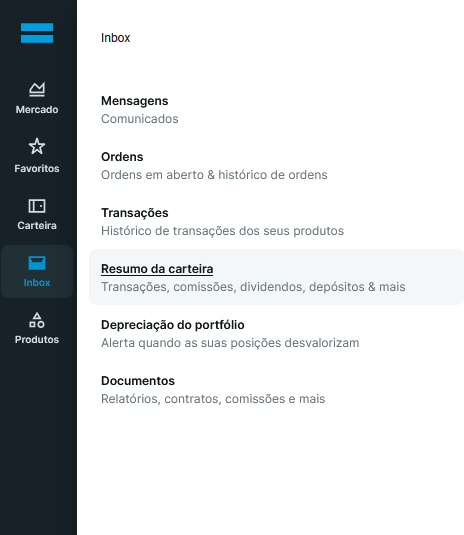 Inbox
Mensagens
Comunicados
Ordens
Ordens em aberto & histórico de ordens
Transações
Histórico de transações dos seus produtos
Resumo da carteira
Transações, comissões, dividendos, depósitos & mais
Depreciação do portfólio
Alerta quando as suas posições desvalorizam
Documentos
Relatórios, contratos, comissões e mais
Mercado
Favoritos
Carteira
Inbox
Produtos